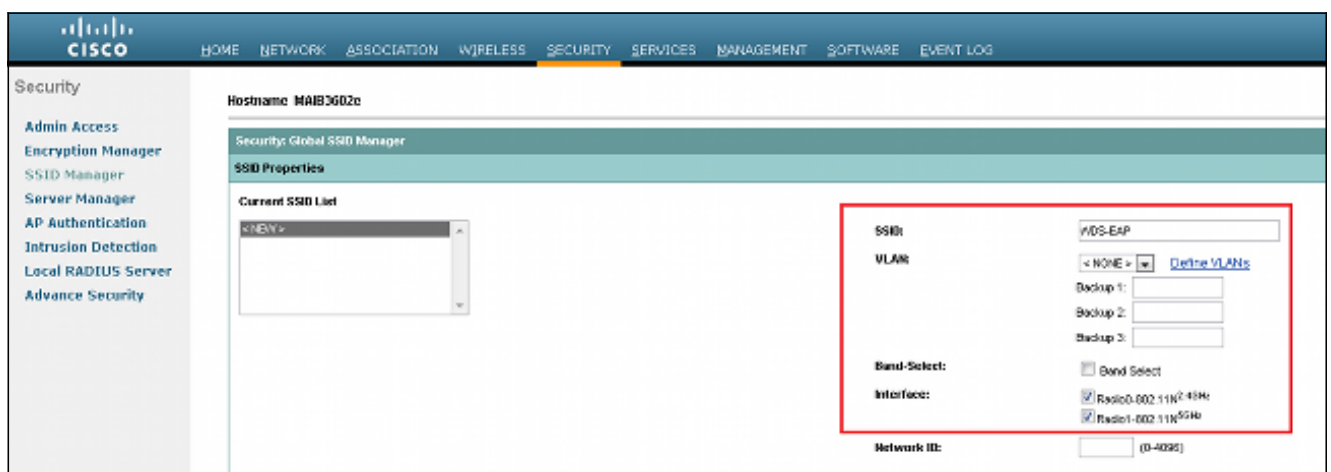 CISCO
HOME NETWORK ASSOCIATION WIRELESS SECURITY SERVICES MANAGEMENT SOFTWARE EVENT LOG
Security
Admin Access
Encryption Manager
SSID Manager
Server Manager
AP Authentication
Intrusion Detection
Local RADIUS Server
Advance Security
Hostname MAIB3602e
Security: Global SSID Manager
SSID Properties
Current SSID List
< NEW >
SSID: WDS-EAP
VLAN: < NONE > Define VLANs
Backup 1:
Backup 2:
Backup 3:
Band-Select: Band Select
Interface: Radio0-802.11N2.4GHz
Radio1-802.11N5GHz
Network ID: (0-4096)